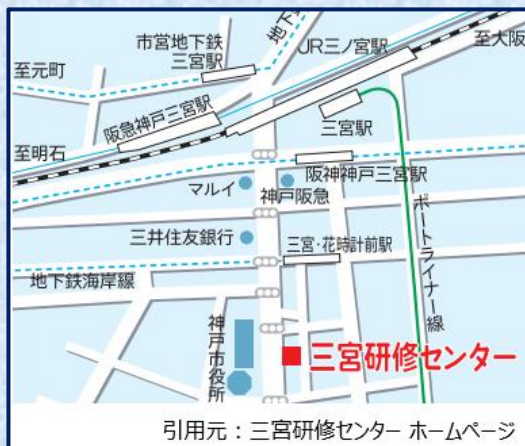 市営地下鉄
三宮駅
地下鉄
JR三ノ宮駅
至大阪
至元町
阪急神戸三宮駅
三宮駅
至明石
阪神神戸三宮駅
マルイ
神戸阪急
ポートライナー線
三井住友銀行
三宮・花時計前駅
地下鉄海岸線
神戸市役所
三宮研修センター
引用元：三宮研修センター ホームページ